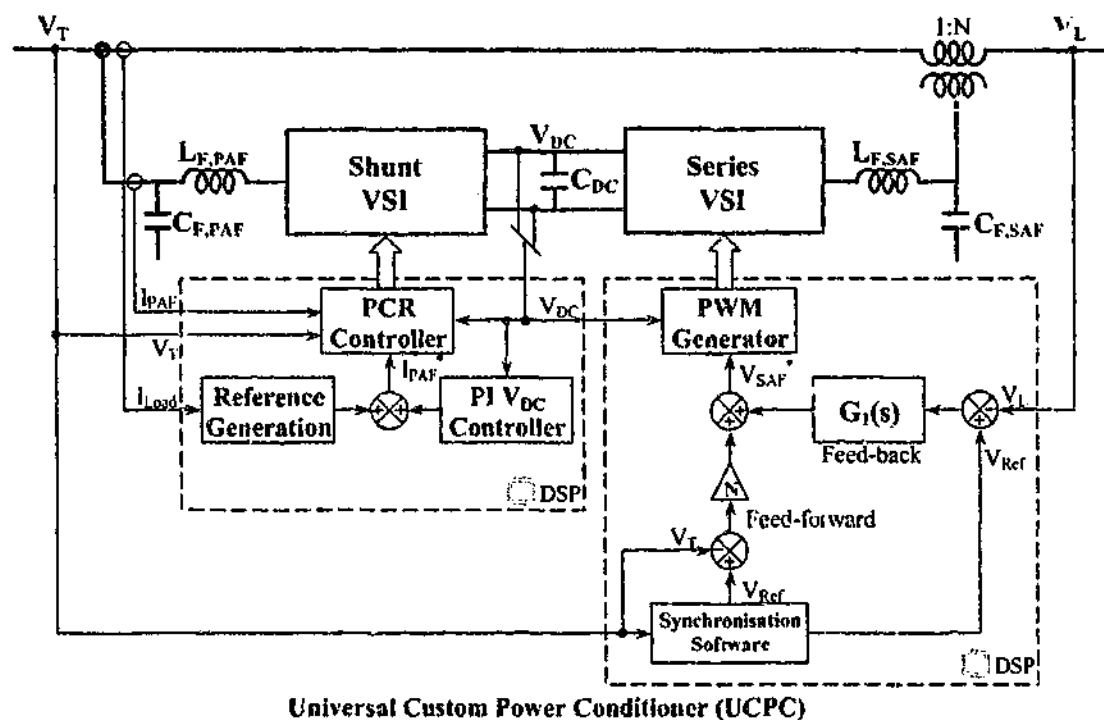 V_T
1:N
V_L
L_F,PAF
Shunt
VSI
V_DC
C_DC
Series
VSI
L_F,SAF
C_F,PAF
C_F,SAF
I_PAF
PCR
Controller
V_DC
PWM
Generator
V_T
I_PAF*
V_SAF*
I_Load
Reference
Generation
PI V_DC
Controller
G_1(s)
V_L
Feed-back
V_Ref
N
DSP
Feed-forward
V_T
V_Ref
Synchronisation
Software
DSP
Universal Custom Power Conditioner (UCPC)